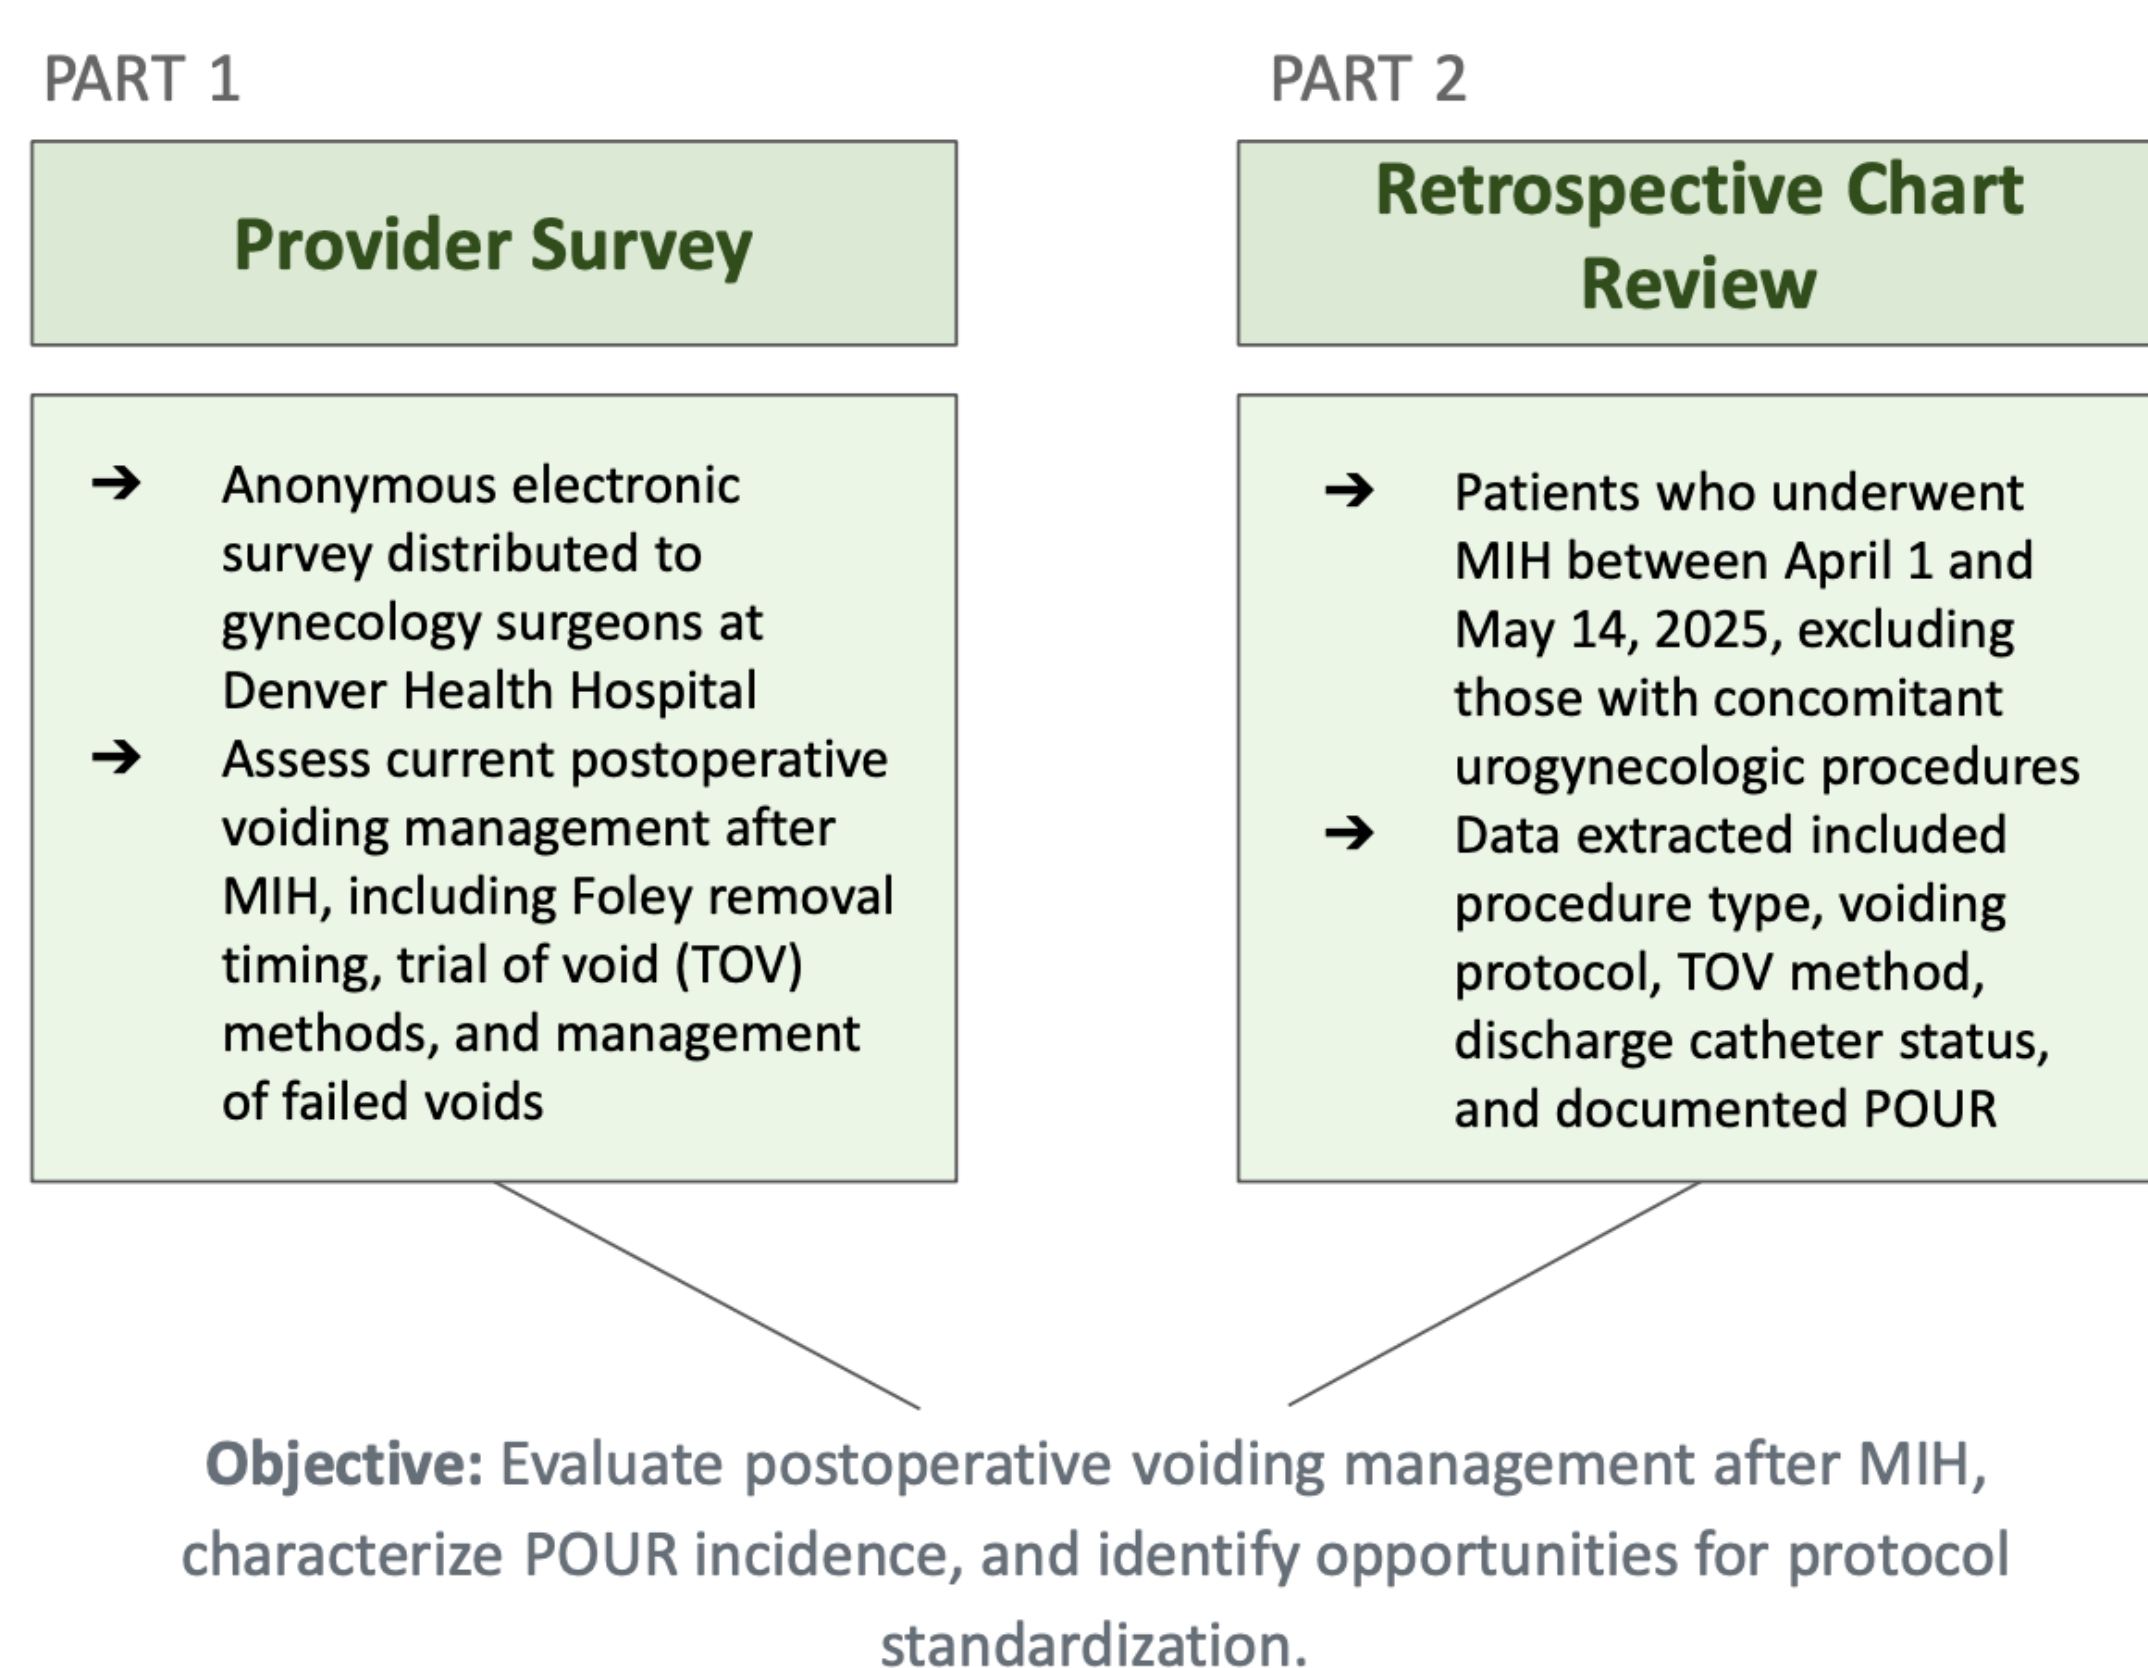 PART 1
Provider Survey
➔ Anonymous electronic
survey distributed to
gynecology surgeons at
Denver Health Hospital
➔ Assess current postoperative
voiding management after
MIH, including Foley removal
timing, trial of void (TOV)
methods, and management
of failed voids
PART 2
Retrospective Chart
Review
➔ Patients who underwent
MIH between April 1 and
May 14, 2025, excluding
those with concomitant
urogynecologic procedures
➔ Data extracted included
procedure type, voiding
protocol, TOV method,
discharge catheter status,
and documented POUR
Objective: Evaluate postoperative voiding management after MIH,
characterize POUR incidence, and identify opportunities for protocol
standardization.